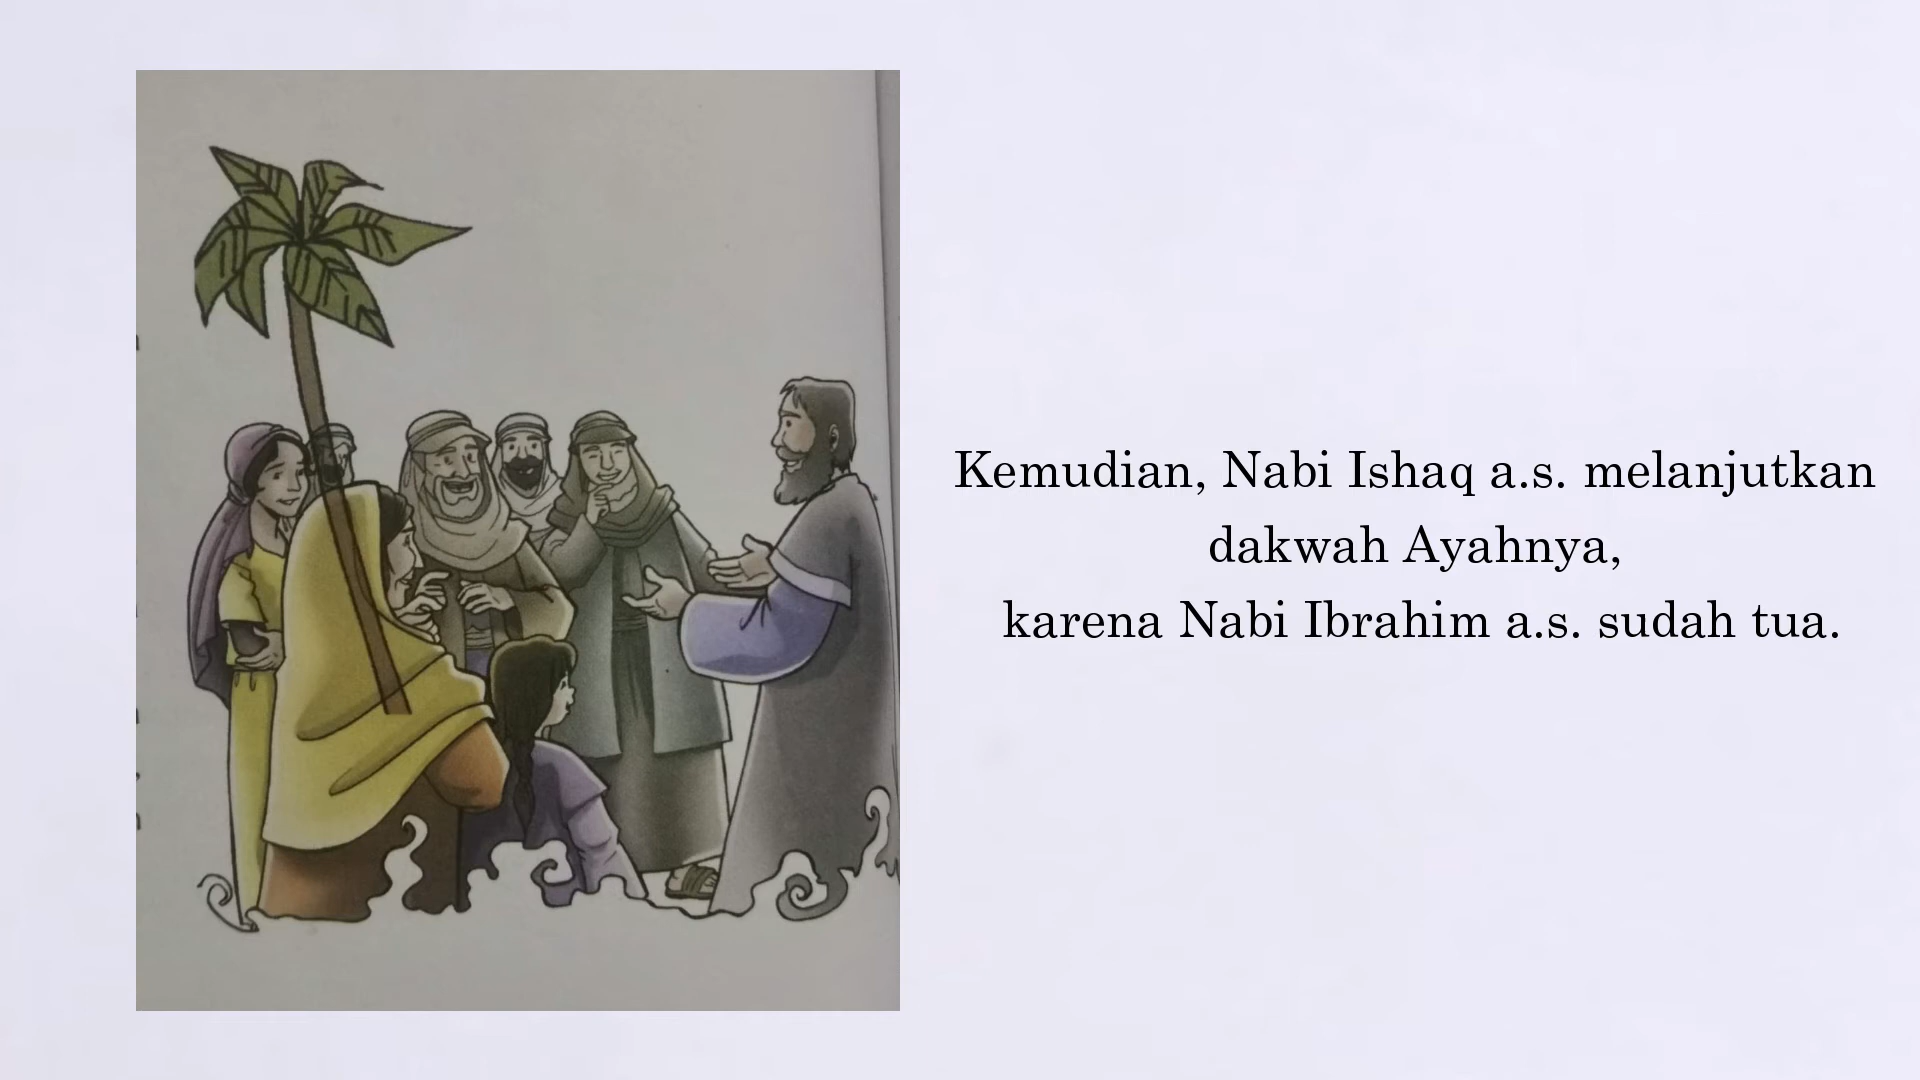 Kemudian, Nabi Ishaq a.s. melanjutkan
dakwah Ayahnya,
karena Nabi Ibrahim a.s. sudah tua.